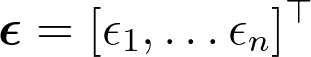 𝝐 = [ϵ₁, … ϵₙ]^⊤